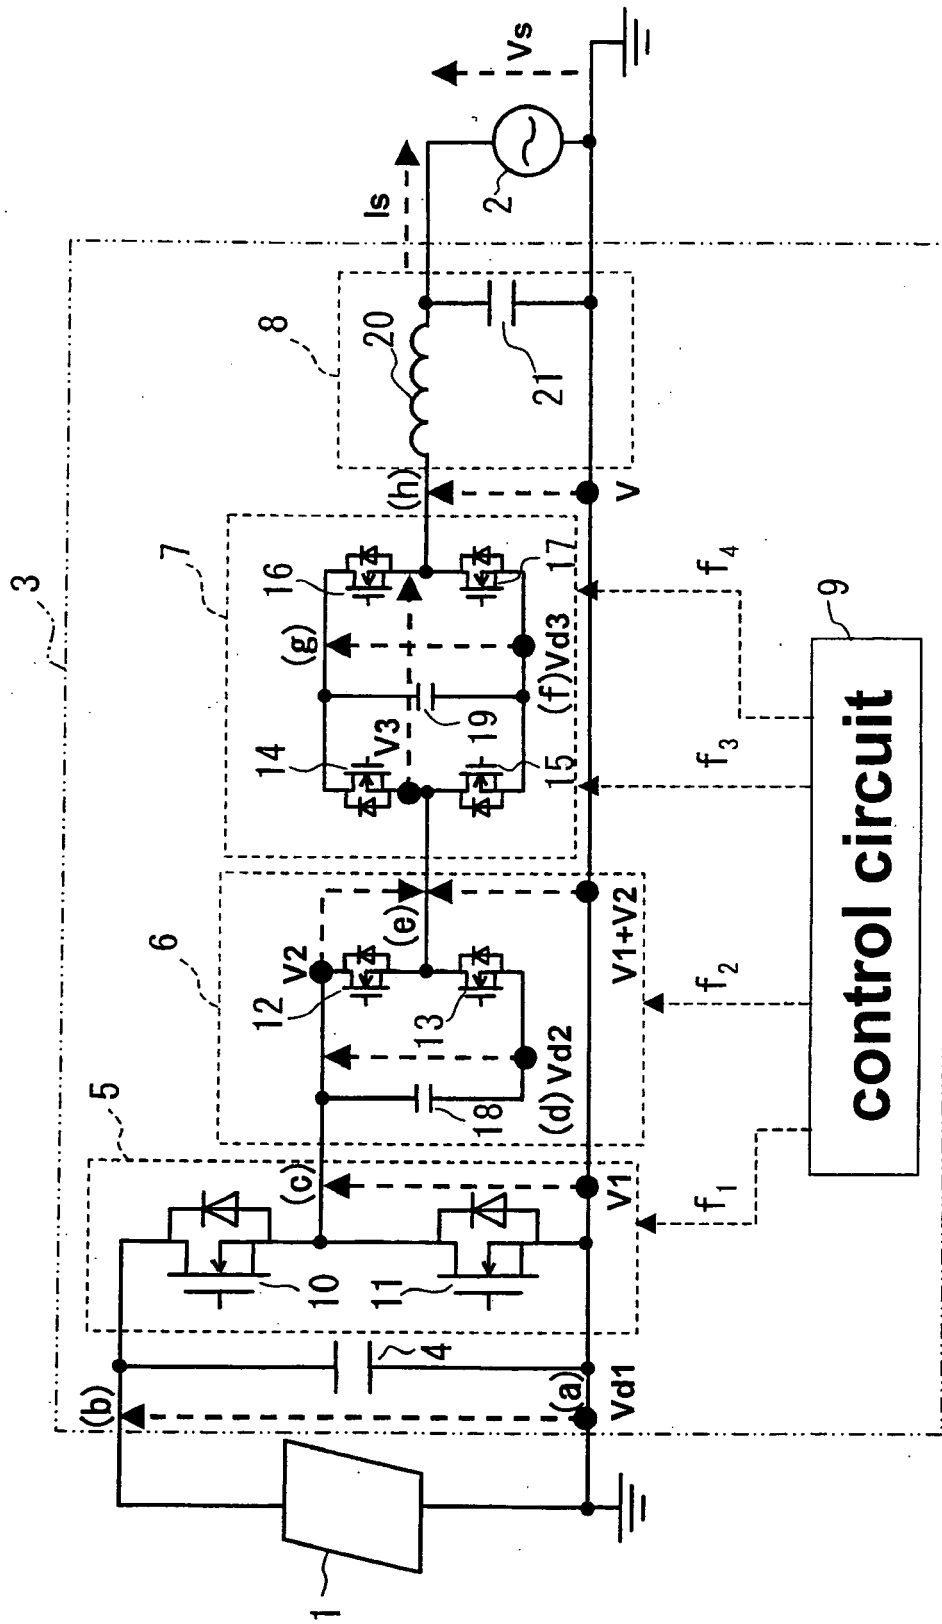 3
5
6
7
8
(b)
(c)
V2
12
14
16
(g)
Is
Vs
20
(h)
(e)
V3
10
11
4
18
13
19
15
17
21
2
1
(a)
Vd1
V1
(d)Vd2
V1+V2
(f)Vd3
V
f1
f2
f3
f4
9
control circuit